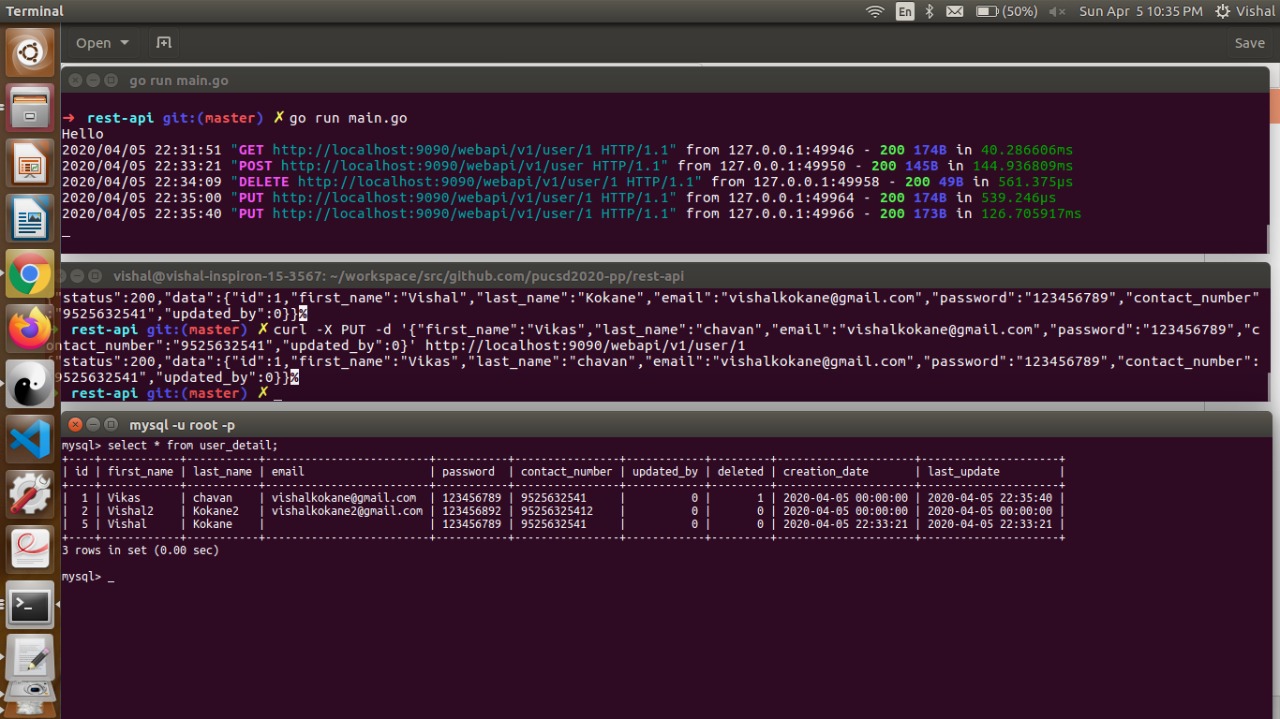 Terminal
En
(50%)
Sun Apr 5 10:35 PM
Vishal
Open
Save
go run main.go
→ rest-api git:(master) ✗ go run main.go
Hello
2020/04/05 22:31:51 "GET http://localhost:9090/webapi/v1/user/1 HTTP/1.1" from 127.0.0.1:49946 - 200 174B in 40.286606ms
2020/04/05 22:33:21 "POST http://localhost:9090/webapi/v1/user HTTP/1.1" from 127.0.0.1:49950 - 200 145B in 144.936809ms
2020/04/05 22:34:09 "DELETE http://localhost:9090/webapi/v1/user/1 HTTP/1.1" from 127.0.0.1:49958 - 200 49B in 561.375µs
2020/04/05 22:35:00 "PUT http://localhost:9090/webapi/v1/user/1 HTTP/1.1" from 127.0.0.1:49964 - 200 174B in 539.246µs
2020/04/05 22:35:40 "PUT http://localhost:9090/webapi/v1/user/1 HTTP/1.1" from 127.0.0.1:49966 - 200 173B in 126.705917ms
vishal@vishal-inspiron-15-3567: ~/workspace/src/github.com/pucsd2020-pp/rest-api
"status":200,"data":{"id":1,"first_name":"Vishal","last_name":"Kokane","email":"vishalkokane@gmail.com","password":"123456789","contact_number"
"9525632541","updated_by":0}}%
rest-api git:(master) ✗ curl -X PUT -d '{"first_name":"Vikas","last_name":"chavan","email":"vishalkokane@gmail.com","password":"123456789","c
ontact_number":"9525632541","updated_by":0}' http://localhost:9090/webapi/v1/user/1
{"status":200,"data":{"id":1,"first_name":"Vikas","last_name":"chavan","email":"vishalkokane@gmail.com","password":"123456789","contact_number":
9525632541","updated_by":0}}%
rest-api git:(master) ✗ _
mysql -u root -p
mysql> select * from user_detail;
+----+------------+-----------+------------------------+-----------+----------------+------------+---------+---------------------+---------------------+
| id | first_name | last_name | email | password | contact_number | updated_by | deleted | creation_date | last_update |
+----+------------+-----------+------------------------+-----------+----------------+------------+---------+---------------------+---------------------+
| 1 | Vikas | chavan | vishalkokane@gmail.com | 123456789 | 9525632541 | 0 | 1 | 2020-04-05 00:00:00 | 2020-04-05 22:35:40 |
| 2 | Vishal2 | Kokane2 | vishalkokane2@gmail.com | 123456892 | 95256325412 | 0 | 0 | 2020-04-05 00:00:00 | 2020-04-05 00:00:00 |
| 5 | Vishal | Kokane | | 123456789 | 9525632541 | 0 | 0 | 2020-04-05 22:33:21 | 2020-04-05 22:33:21 |
+----+------------+-----------+------------------------+-----------+----------------+------------+---------+---------------------+---------------------+
3 rows in set (0.00 sec)
mysql> _